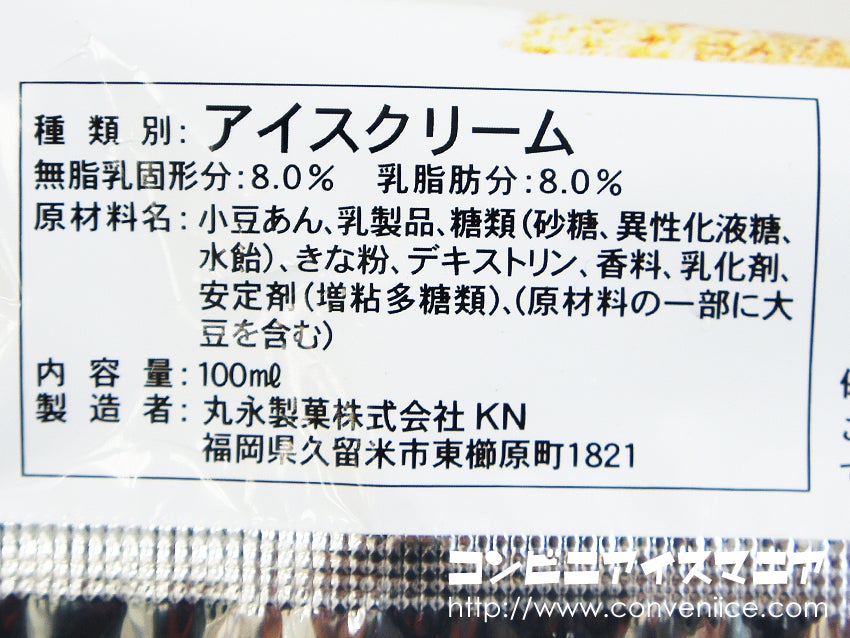 種類別：アイスクリーム
無脂乳固形分：8.0％　乳脂肪分：8.0％
原材料名：小豆あん、乳製品、糖類（砂糖、異性化液糖、
水飴）、きな粉、デキストリン、香料、乳化剤、
安定剤（増粘多糖類）、（原材料の一部に大
豆を含む）
内容量：100㎖
製造者：丸永製菓株式会社 KN
福岡県久留米市東櫛原町1821
コンビニアイスマニア
http://www.conveniice.com/